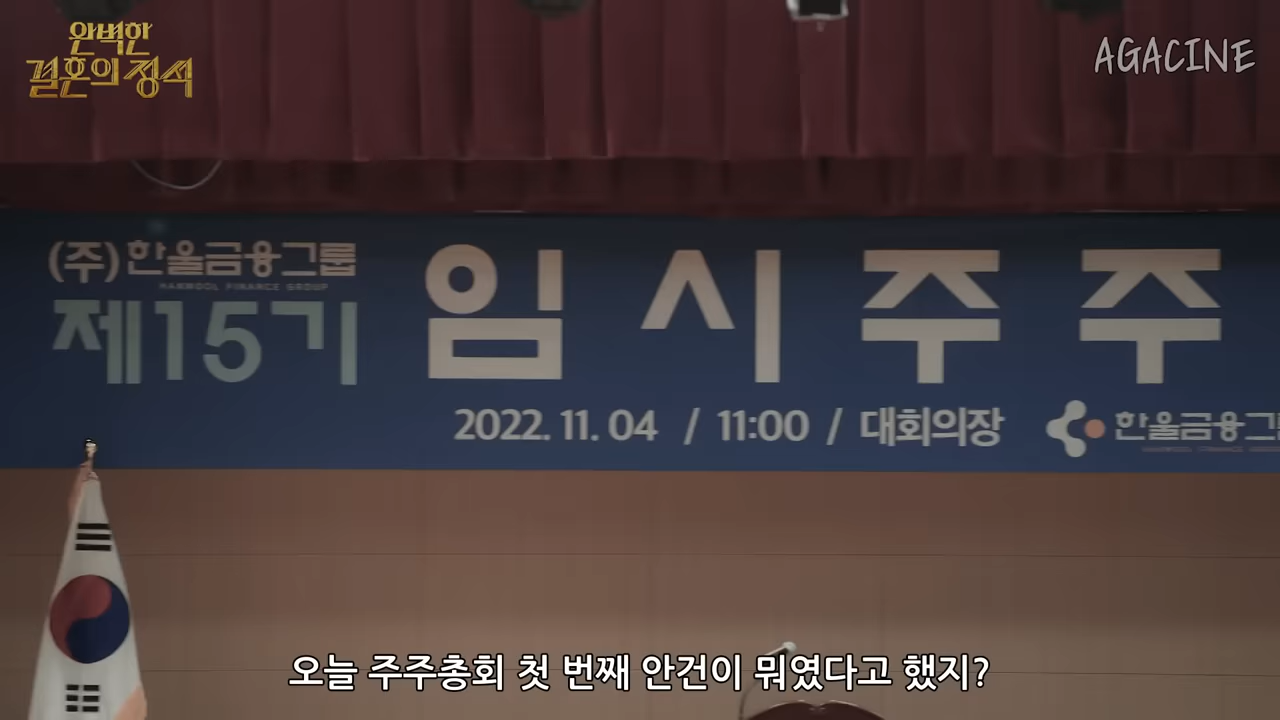 완벽한
결혼의 정석
AGACINE
(주)한울금융그룹
HANWOOL FINANCE GROUP
제15기
임시주주
2022. 11. 04 / 11:00 / 대회의장
한울금융그
오늘 주주총회 첫 번째 안건이 뭐였다고 했지?